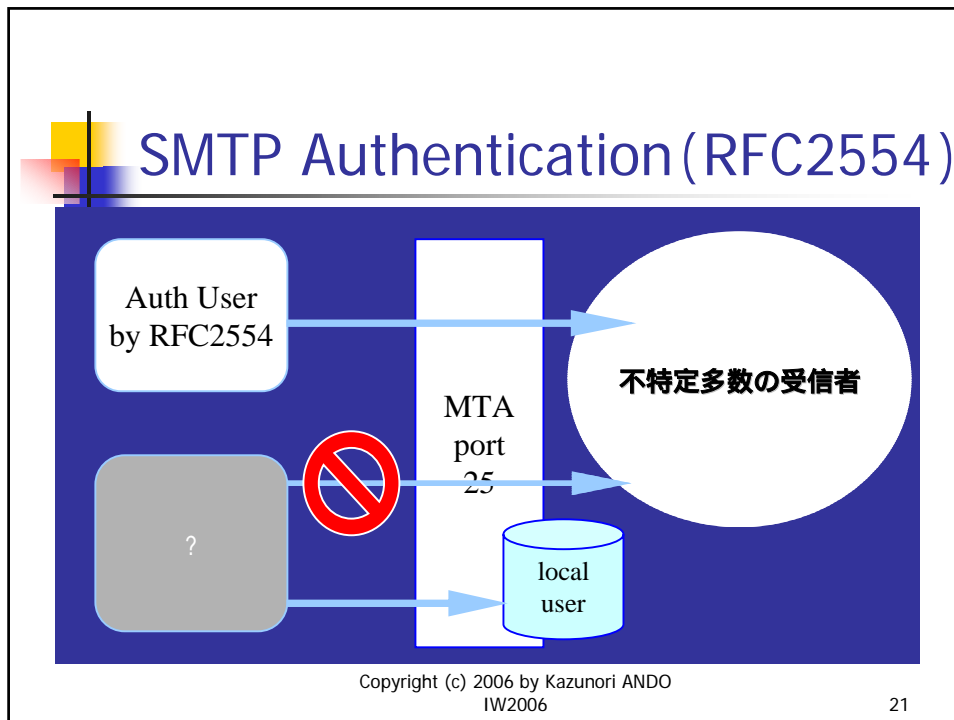 SMTP Authentication(RFC2554)
Auth User
by RFC2554
MTA
port
25
不特定多数の受信者
?
local
user
Copyright (c) 2006 by Kazunori ANDO
IW2006
21